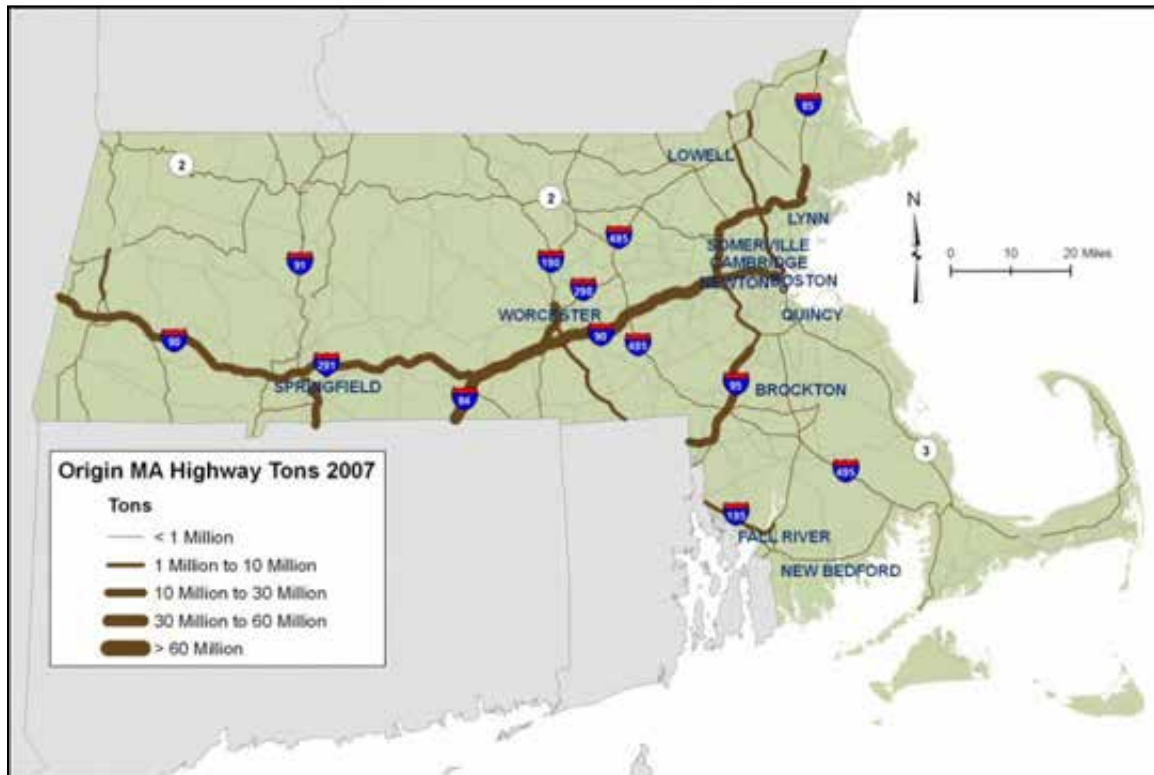 95
2
LOWELL
2
N
LYNN
495
0 10 20 Miles
SOMERVILLE
CAMBRIDGE
91
190
NEWTON BOSTON
290
WORCESTER
QUINCY
90
90
495
291
SPRINGFIELD
84
95
BROCKTON
3
495
195
FALL RIVER
NEW BEDFORD
Origin MA Highway Tons 2007
Tons
< 1 Million
1 Million to 10 Million
10 Million to 30 Million
30 Million to 60 Million
> 60 Million